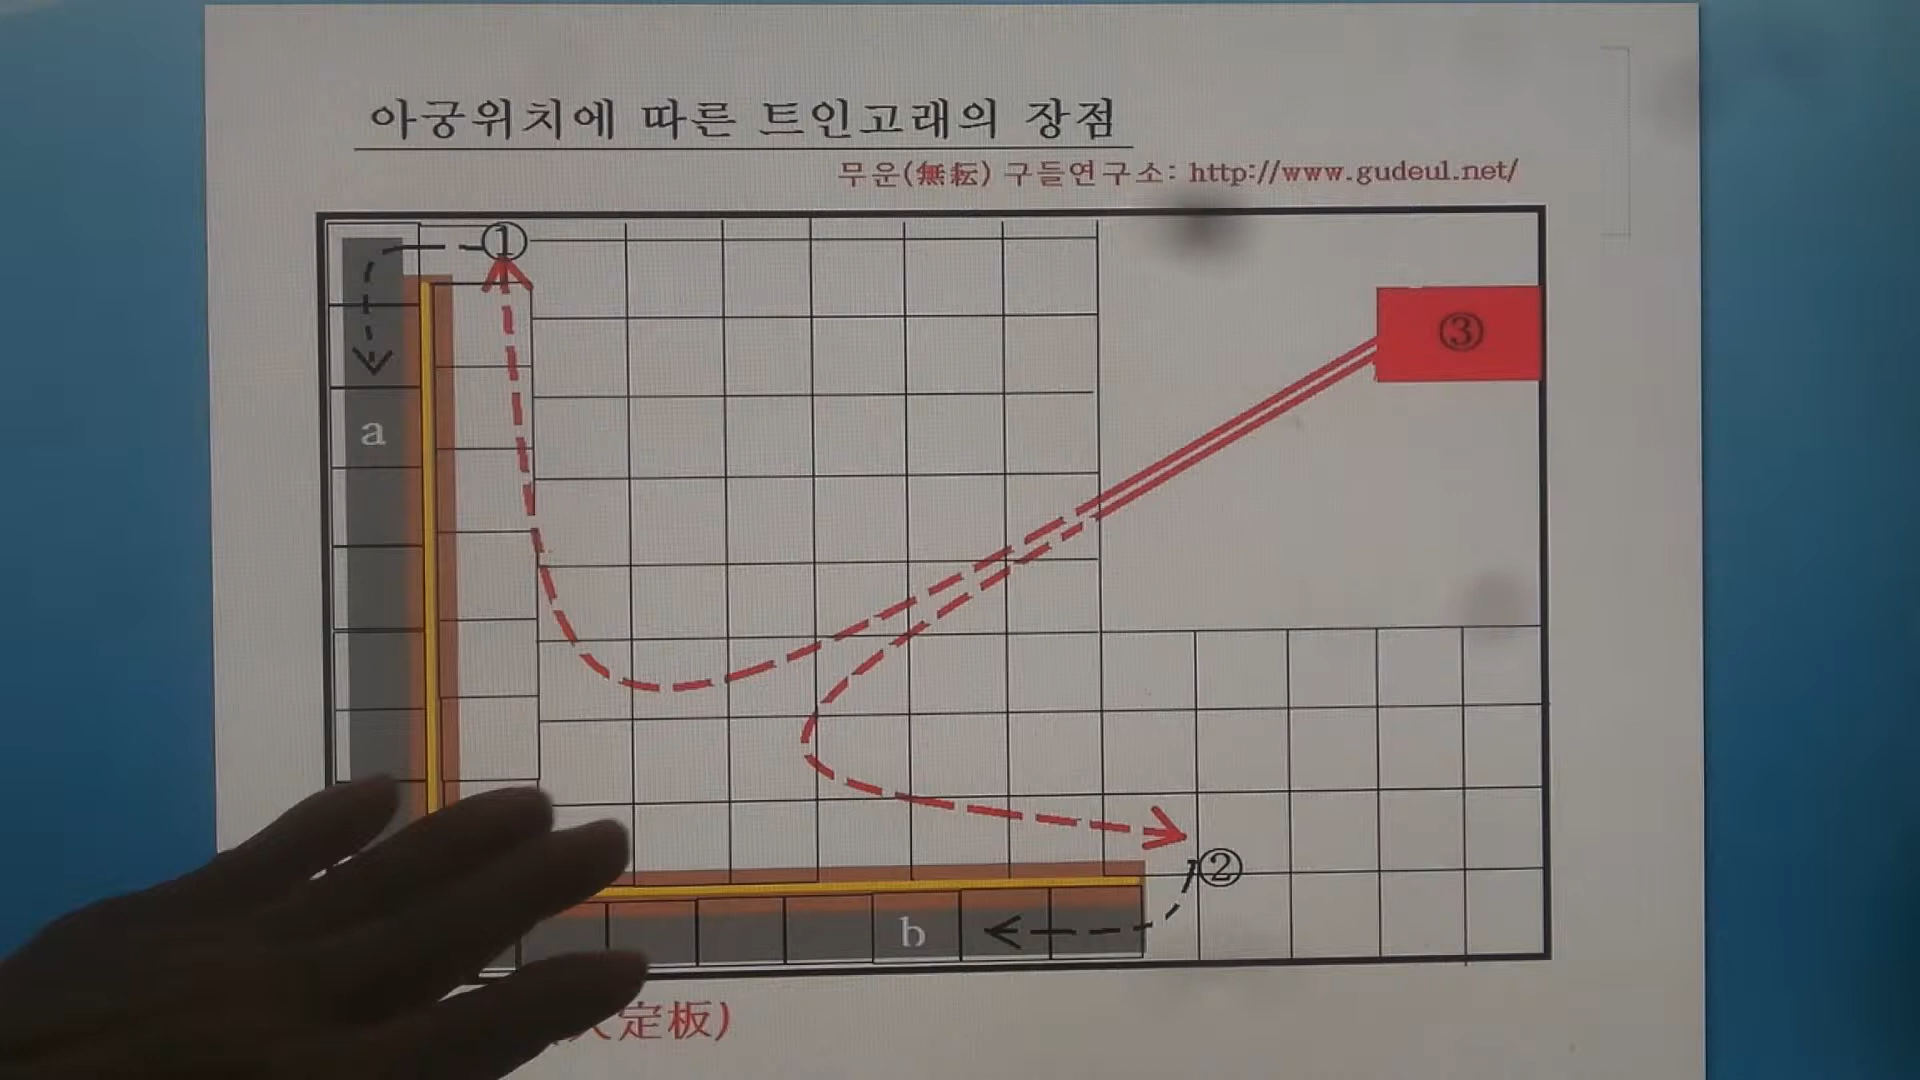 아궁위치에 따른 트인고래의 장점
무운(無耘) 구들연구소: http://www.gudeul.net/
①
③
a
②
b
定板)